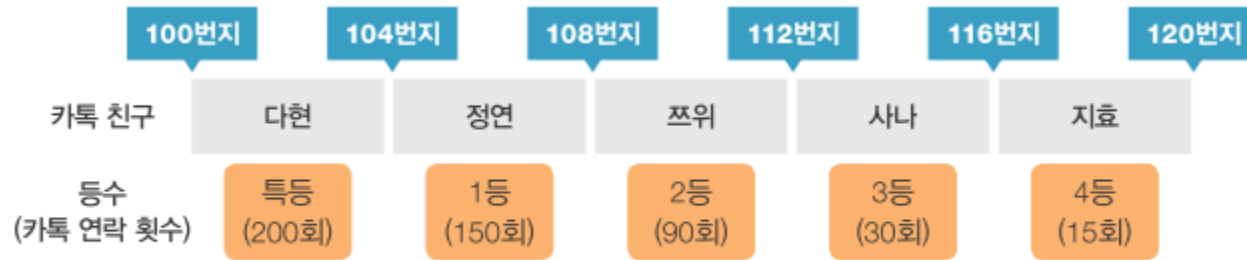 100번지 104번지 108번지 112번지 116번지 120번지
카톡 친구 다현 정연 쯔위 사나 지효
등수 특등 1등 2등 3등 4등
(카톡 연락 횟수) (200회) (150회) (90회) (30회) (15회)